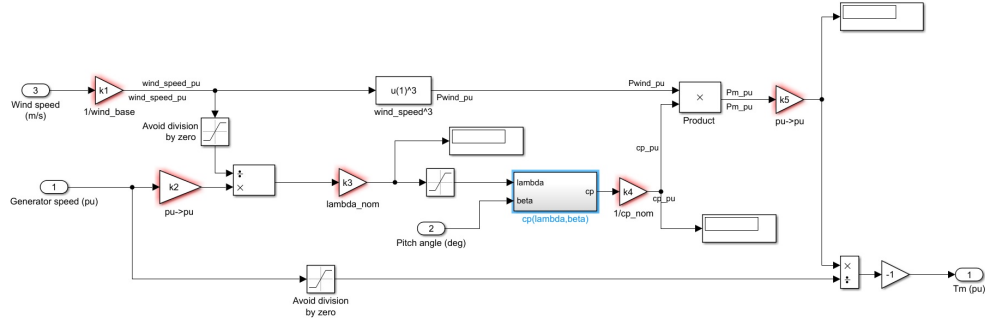 3
Wind speed
(m/s)
k1
1/wind_base
wind_speed_pu
wind_speed_pu
u(1)^3
wind_speed^3
Pwind_pu
Pwind_pu
×
Product
Pm_pu
Pm_pu
k5
pu->pu
Avoid division
by zero
÷
×
1
Generator speed (pu)
k2
pu->pu
k3
lambda_nom
lambda
beta
cp
cp(lambda,beta)
2
Pitch angle (deg)
k4
1/cp_nom
cp_pu
cp_pu
Avoid division
by zero
×
÷
-1
1
Tm (pu)